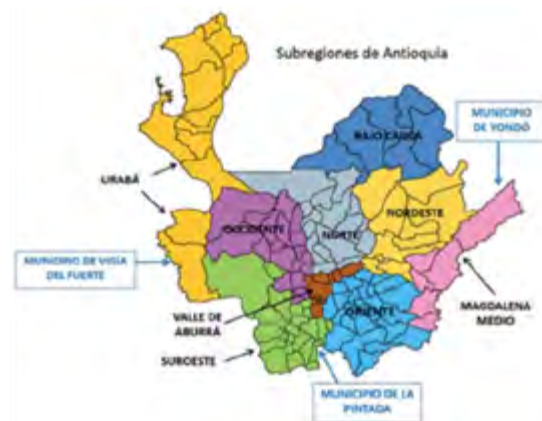 Subregiones de Antioquia
MUNICIPIO
DE YONDÓ
BAJO CAUCA
URABÁ
NORDESTE
OCCIDENTE
NORTE
MUNICIPIO DE VIGÍA
DEL FUERTE
MAGDALENA
MEDIO
VALLE DE
ABURRÁ
ORIENTE
SUROESTE
MUNICIPIO DE LA
PINTADA